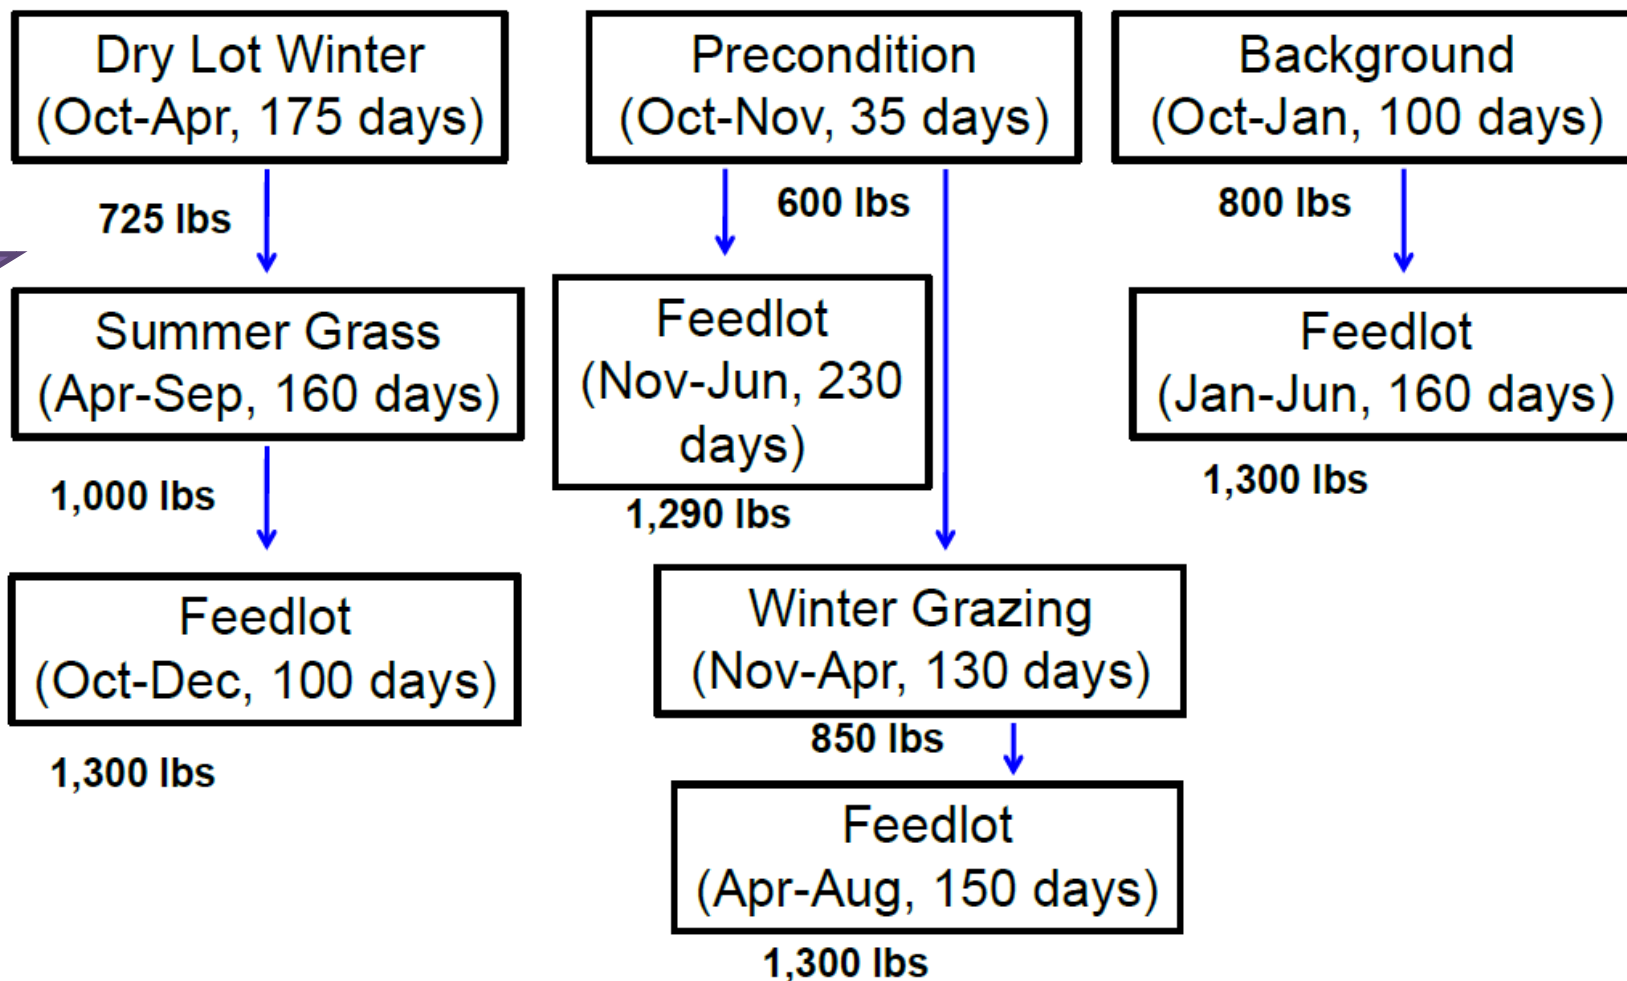 Dry Lot Winter
(Oct-Apr, 175 days)
725 lbs
Summer Grass
(Apr-Sep, 160 days)
1,000 lbs
Feedlot
(Oct-Dec, 100 days)
1,300 lbs
Precondition
(Oct-Nov, 35 days)
600 lbs
Feedlot
(Nov-Jun, 230
days)
1,290 lbs
Winter Grazing
(Nov-Apr, 130 days)
850 lbs
Feedlot
(Apr-Aug, 150 days)
1,300 lbs
Background
(Oct-Jan, 100 days)
800 lbs
Feedlot
(Jan-Jun, 160 days)
1,300 lbs